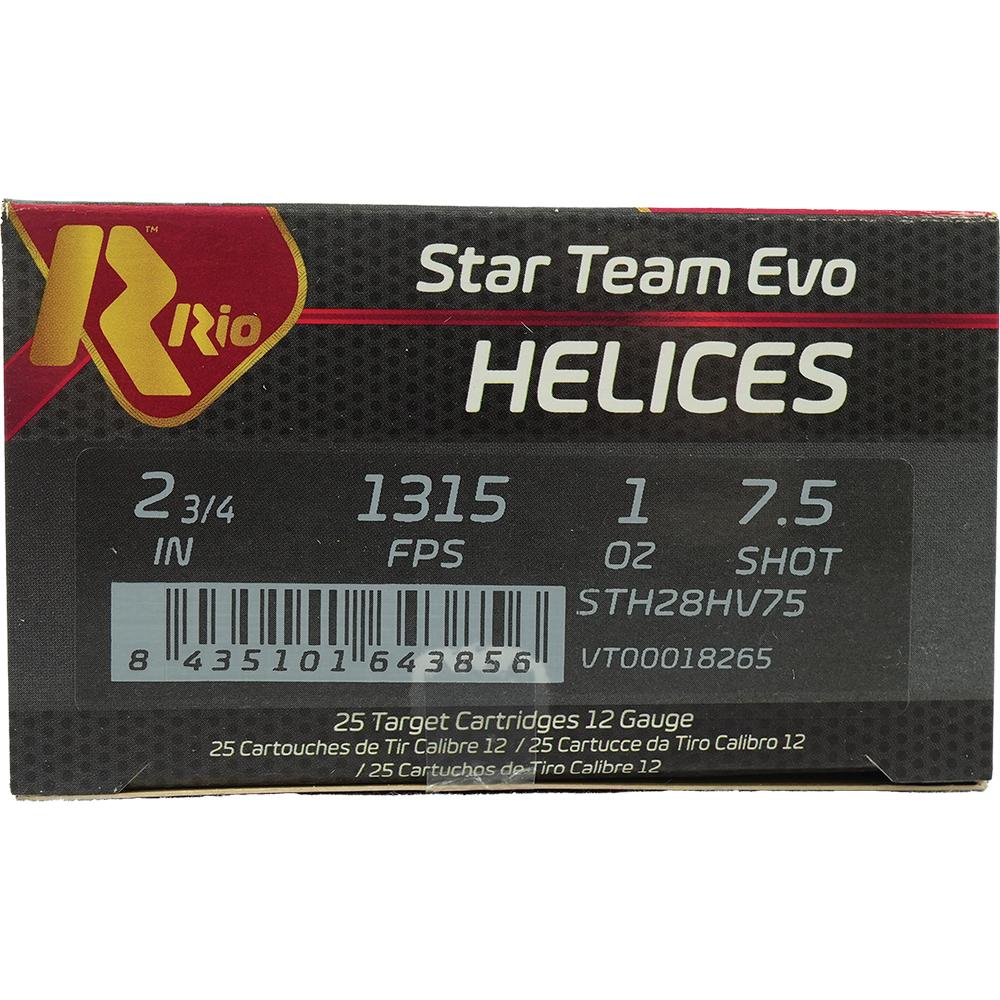 R™ Rio
Star Team Evo
HELICES
2 3/4 1315 1 7.5
IN FPS OZ SHOT
STH28HV75
8 435101 643856
VT00018265
25 Target Cartridges 12 Gauge
25 Cartouches de Tir Calibre 12 / 25 Cartucce da Tiro Calibro 12
/ 25 Cartuchos de Tiro Calibre 12